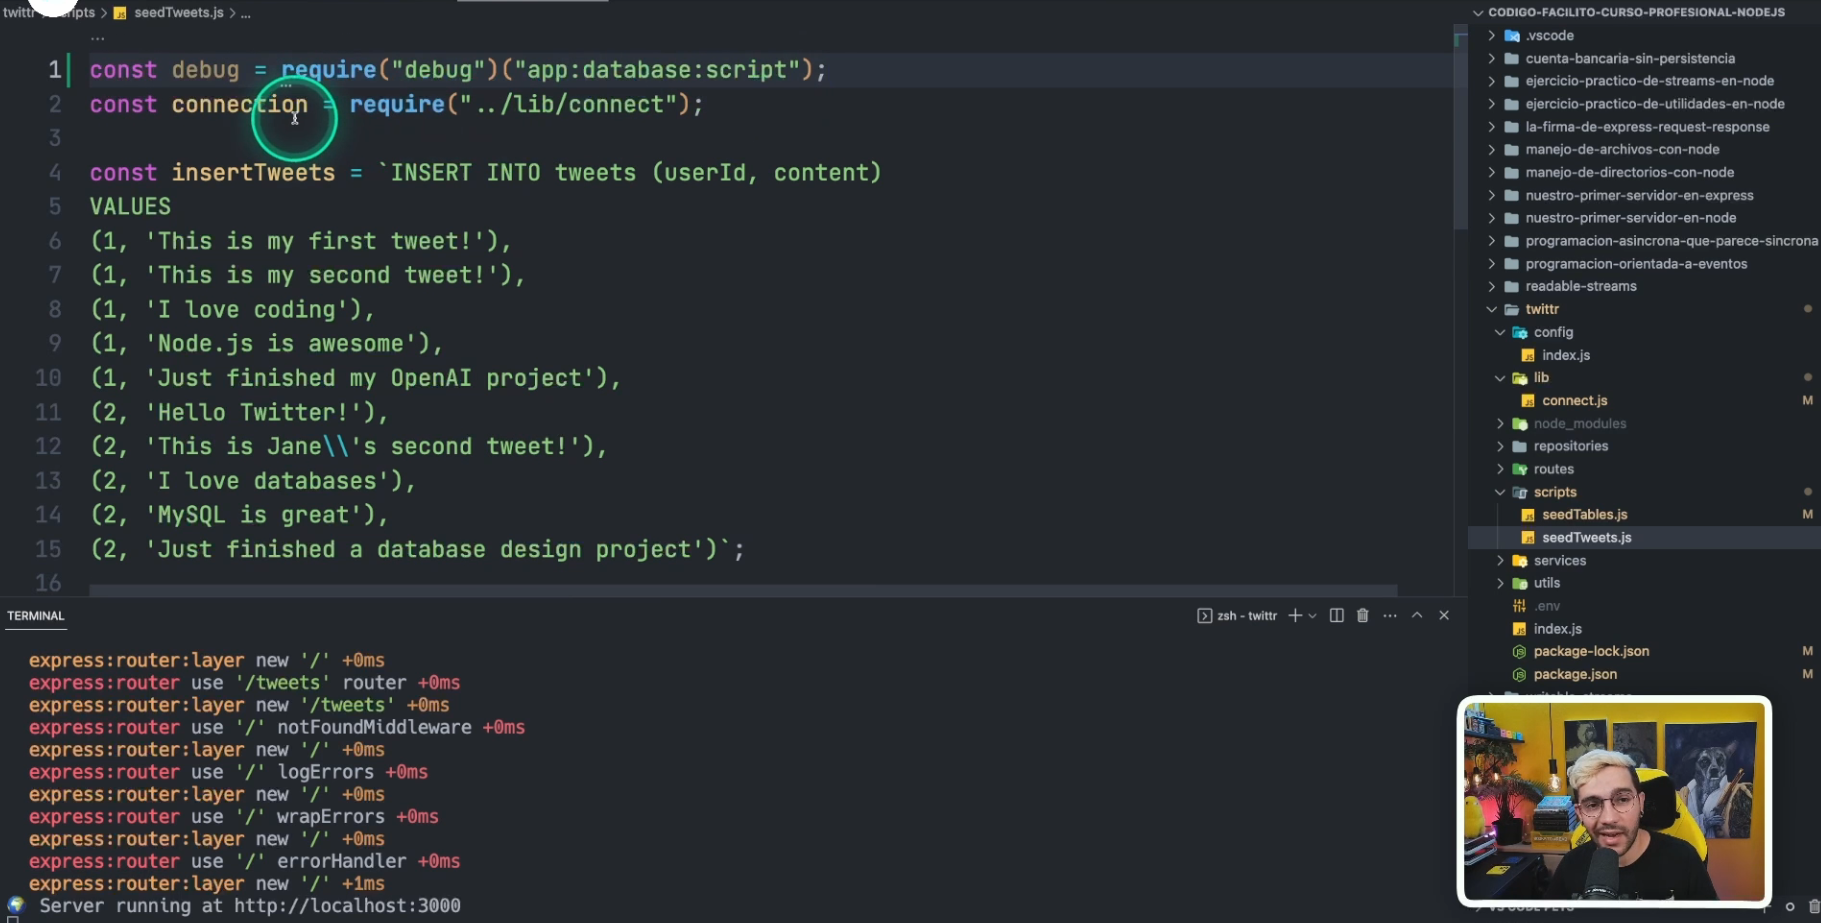 twittr > scripts > JS seedTweets.js > ...
...
1 const debug = require("debug")("app:database:script");
2 const connection = require("../lib/connect");
3
4 const insertTweets = `INSERT INTO tweets (userId, content)
5 VALUES
6 (1, 'This is my first tweet!'),
7 (1, 'This is my second tweet!'),
8 (1, 'I love coding'),
9 (1, 'Node.js is awesome'),
10 (1, 'Just finished my OpenAI project'),
11 (2, 'Hello Twitter!'),
12 (2, 'This is Jane\\'s second tweet!'),
13 (2, 'I love databases'),
14 (2, 'MySQL is great'),
15 (2, 'Just finished a database design project')`;
16
TERMINAL
zsh - twittr
express:router:layer new '/' +0ms
express:router use '/tweets' router +0ms
express:router:layer new '/tweets' +0ms
express:router use '/' notFoundMiddleware +0ms
express:router:layer new '/' +0ms
express:router use '/' logErrors +0ms
express:router:layer new '/' +0ms
express:router use '/' wrapErrors +0ms
express:router:layer new '/' +0ms
express:router use '/' errorHandler +0ms
express:router:layer new '/' +1ms
Server running at http://localhost:3000
CODIGO-FACILITO-CURSO-PROFESIONAL-NODEJS
.vscode
cuenta-bancaria-sin-persistencia
ejercicio-practico-de-streams-en-node
ejercicio-practico-de-utilidades-en-node
la-firma-de-express-request-response
manejo-de-archivos-con-node
manejo-de-directorios-con-node
nuestro-primer-servidor-en-express
nuestro-primer-servidor-en-node
programacion-asincrona-que-parece-sincrona
programacion-orientada-a-eventos
readable-streams
twittr
config
JS index.js
lib
JS connect.js M
node_modules
repositories
routes
scripts
JS seedTables.js M
JS seedTweets.js
services
utils
.env
JS index.js
package-lock.json M
package.json M